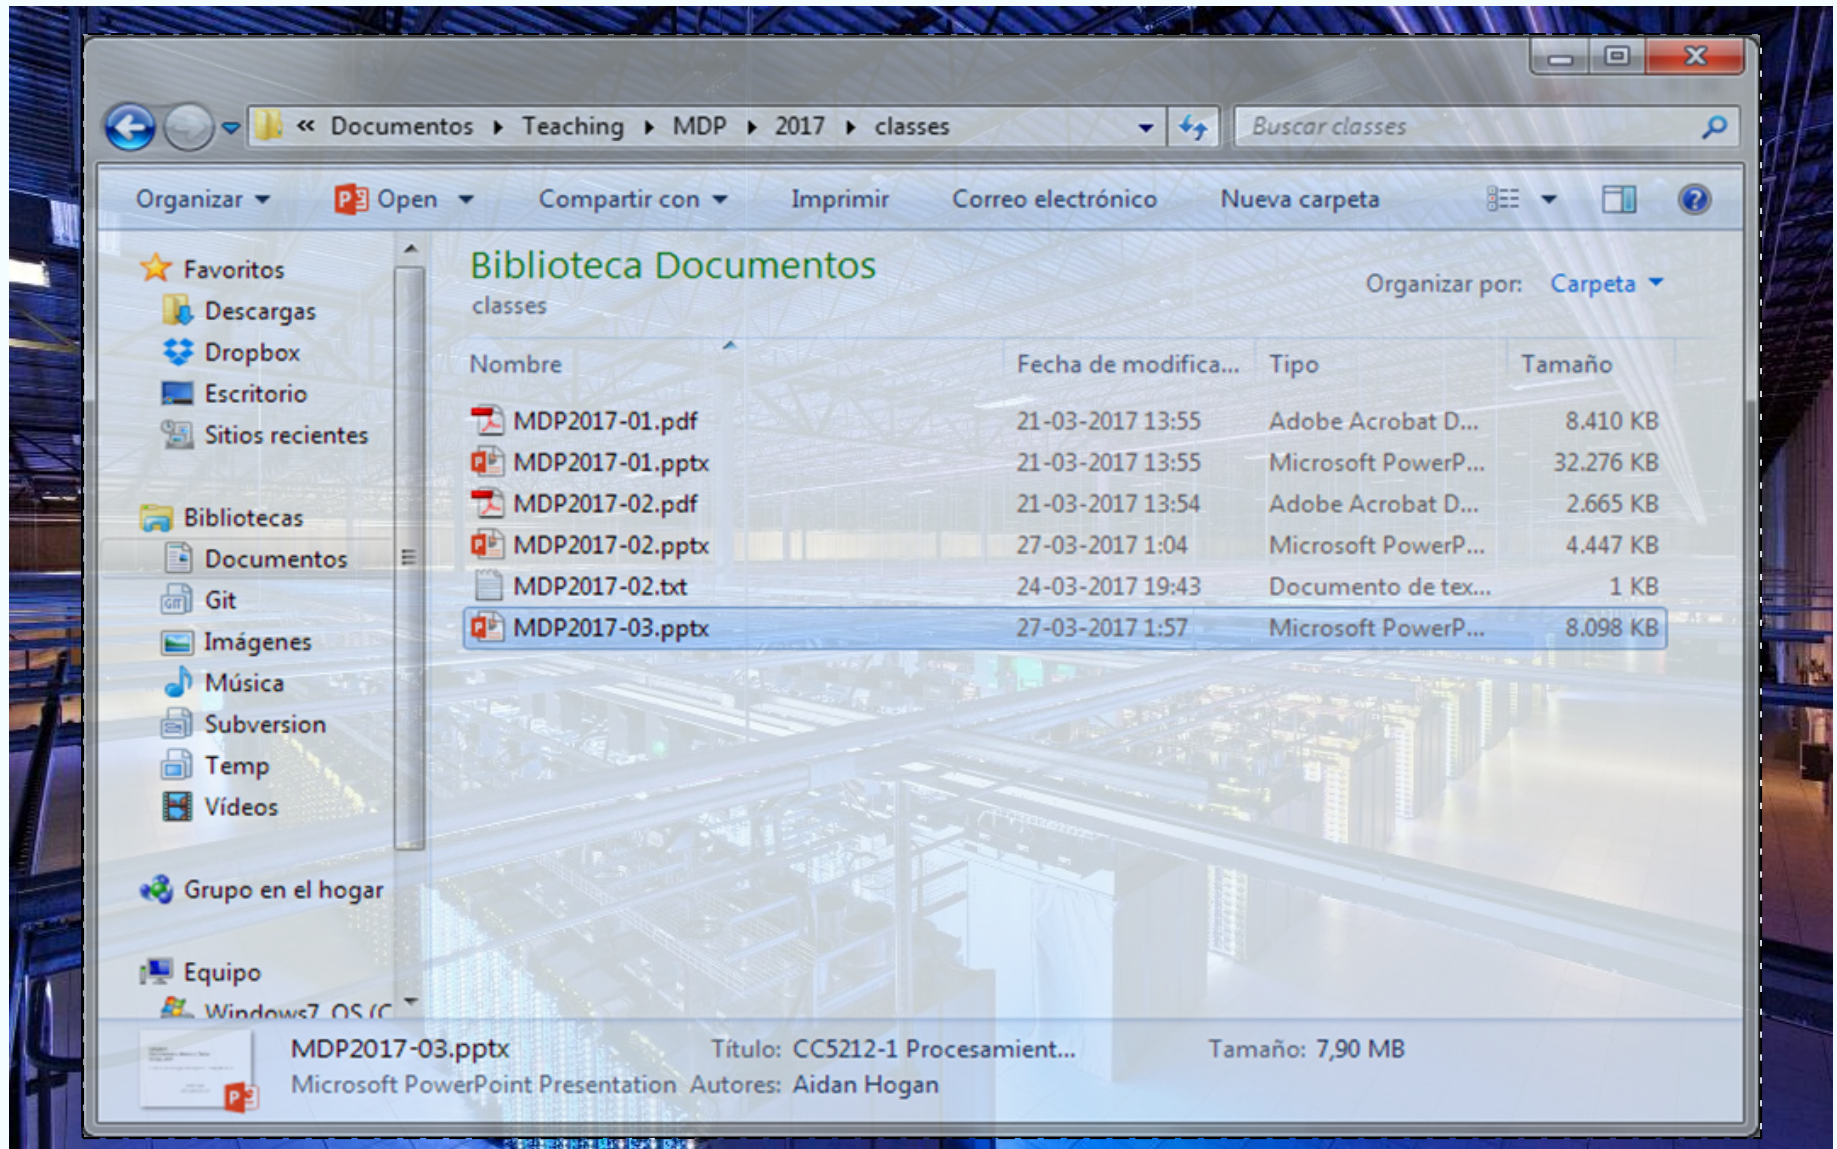 « Documentos ▸ Teaching ▸ MDP ▸ 2017 ▸ classes
Buscar classes
Organizar
Open
Compartir con
Imprimir
Correo electrónico
Nueva carpeta
Favoritos
Descargas
Dropbox
Escritorio
Sitios recientes
Bibliotecas
Documentos
Git
Imágenes
Música
Subversion
Temp
Vídeos
Grupo en el hogar
Equipo
Windows7_OS (C
Biblioteca Documentos
classes
Organizar por: Carpeta
Nombre Fecha de modifica... Tipo Tamaño
MDP2017-01.pdf 21-03-2017 13:55 Adobe Acrobat D... 8.410 KB
MDP2017-01.pptx 21-03-2017 13:55 Microsoft PowerP... 32.276 KB
MDP2017-02.pdf 21-03-2017 13:54 Adobe Acrobat D... 2.665 KB
MDP2017-02.pptx 27-03-2017 1:04 Microsoft PowerP... 4.447 KB
MDP2017-02.txt 24-03-2017 19:43 Documento de tex... 1 KB
MDP2017-03.pptx 27-03-2017 1:57 Microsoft PowerP... 8.098 KB
MDP2017-03.pptx Título: CC5212-1 Procesamient... Tamaño: 7,90 MB
Microsoft PowerPoint Presentation Autores: Aidan Hogan